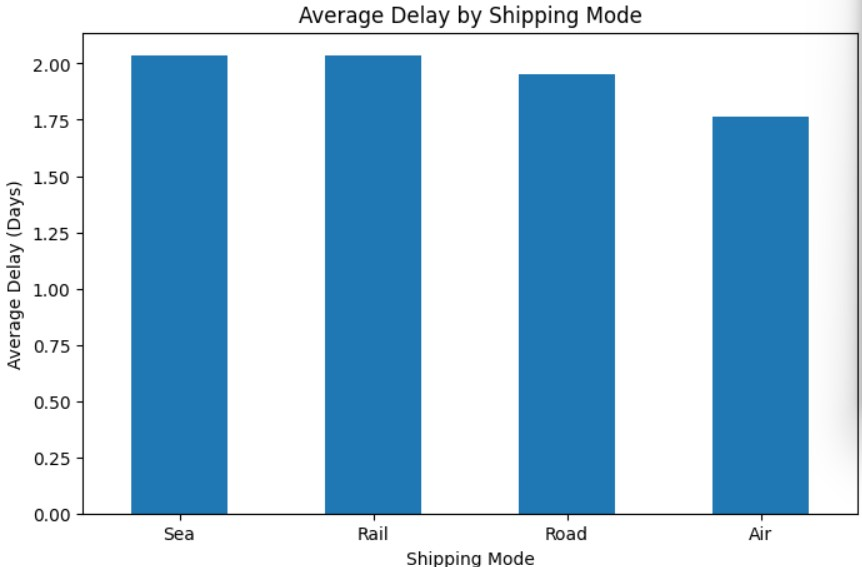 Average Delay by Shipping Mode
Average Delay (Days)
2.00
1.75
1.50
1.25
1.00
0.75
0.50
0.25
0.00
Sea Rail Road Air
Shipping Mode